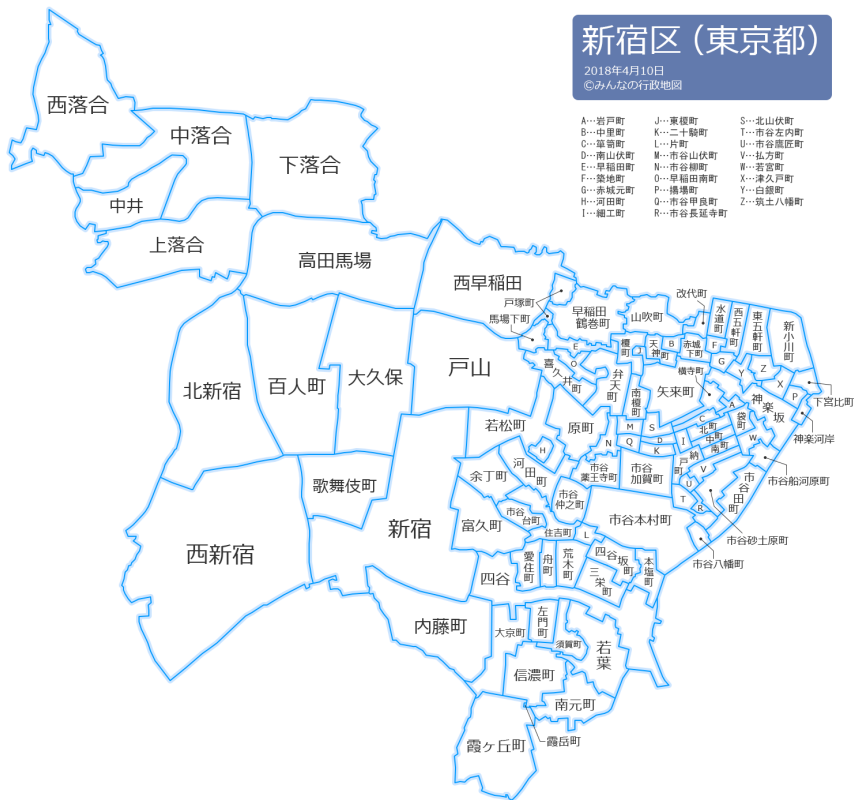 新宿区(東京都)
2018年4月10日
©みんなの行政地図
A…岩戸町
B…中里町
C…箪笥町
D…南山伏町
E…早稲田町
F…築地町
G…赤城元町
H…河田町
I…細工町
J…東榎町
K…二十騎町
L…片町
M…市谷山伏町
N…市谷柳町
O…早稲田南町
P…揚場町
Q…市谷甲良町
R…市谷長延寺町
S…北山伏町
T…市谷左内町
U…市谷鷹匠町
V…払方町
W…若宮町
X…津久戸町
Y…白銀町
Z…筑土八幡町
西落合
中落合
下落合
中井
上落合
高田馬場
西早稲田
戸塚町
馬場下町
早稲田
鶴巻町
山吹町
改代町
水道町
西五軒町
東五軒町
新小川町
北新宿
百人町
大久保
戸山
E
O
喜久井町
榎町
J
天神町
B
赤城
下町
F
G
Y
Z
X
P
下宮比町
神楽河岸
弁天町
南榎町
矢来町
横寺町
A
神楽坂
袋町
W
市谷船河原町
若松町
原町
M
S
C
北町
中町
南町
N
Q
D
K
I
納戸町
V
U
T
R
H
河田町
余丁町
市谷
薬王寺町
市谷
加賀町
市谷田町
市谷砂土原町
市谷八幡町
歌舞伎町
新宿
富久町
市谷
台町
市谷
仲之町
市谷本村町
住吉町
L
西新宿
四谷
愛住町
舟町
荒木町
四谷
坂町
三栄町
本塩町
内藤町
大京町
左門町
須賀町
若葉
信濃町
南元町
霞ヶ丘町
霞岳町